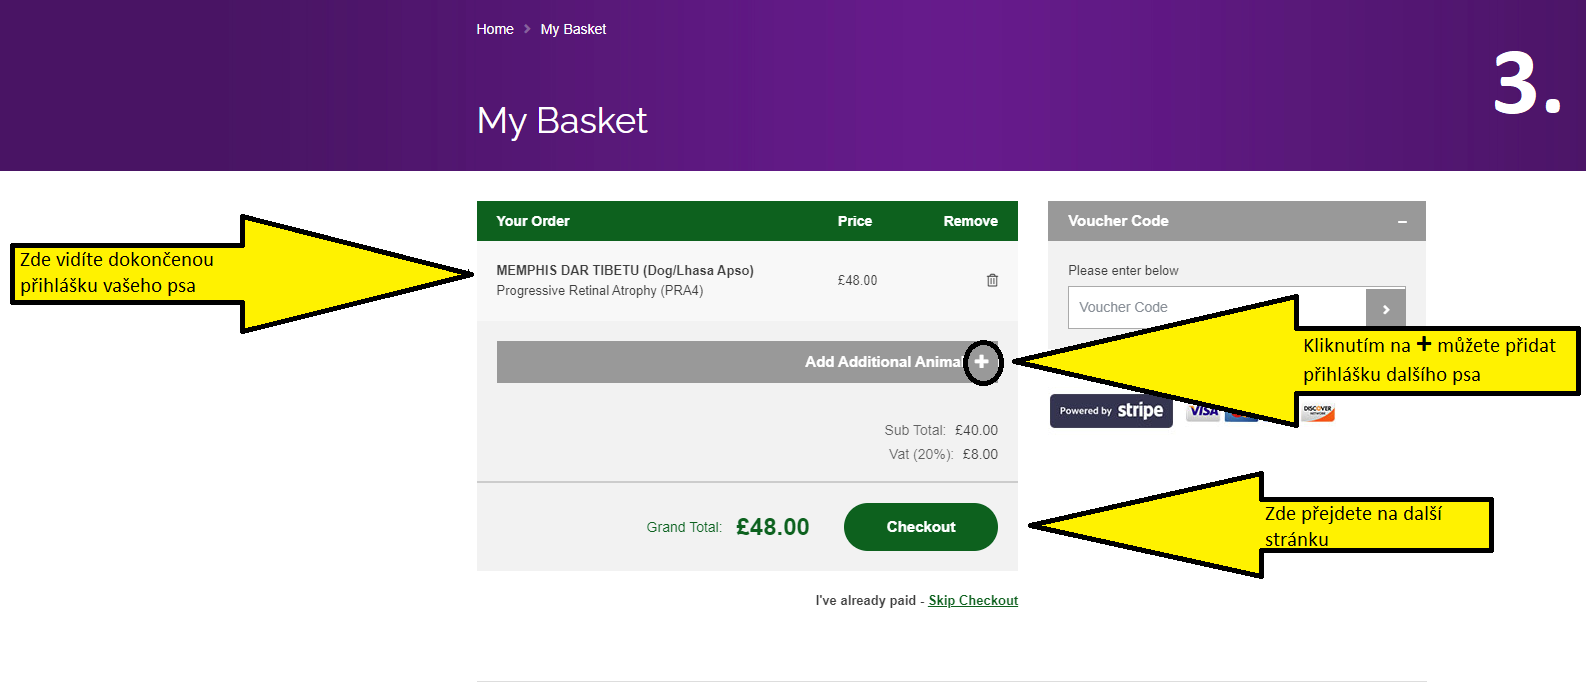 Home > My Basket
3.
My Basket
Your Order Price Remove
MEMPHIS DAR TIBETU (Dog/Lhasa Apso)
Progressive Retinal Atrophy (PRA4)
£48.00
Add Additional Anima
+
Sub Total: £40.00
Vat (20%): £8.00
Grand Total: £48.00
Checkout
I've already paid - Skip Checkout
Voucher Code –
Please enter below
Voucher Code >
Powered by stripe
VISA
DISCOVER
Zde vidíte dokončenou
přihlášku vašeho psa
Kliknutím na + můžete přidat
přihlášku dalšího psa
Zde přejdete na další
stránku